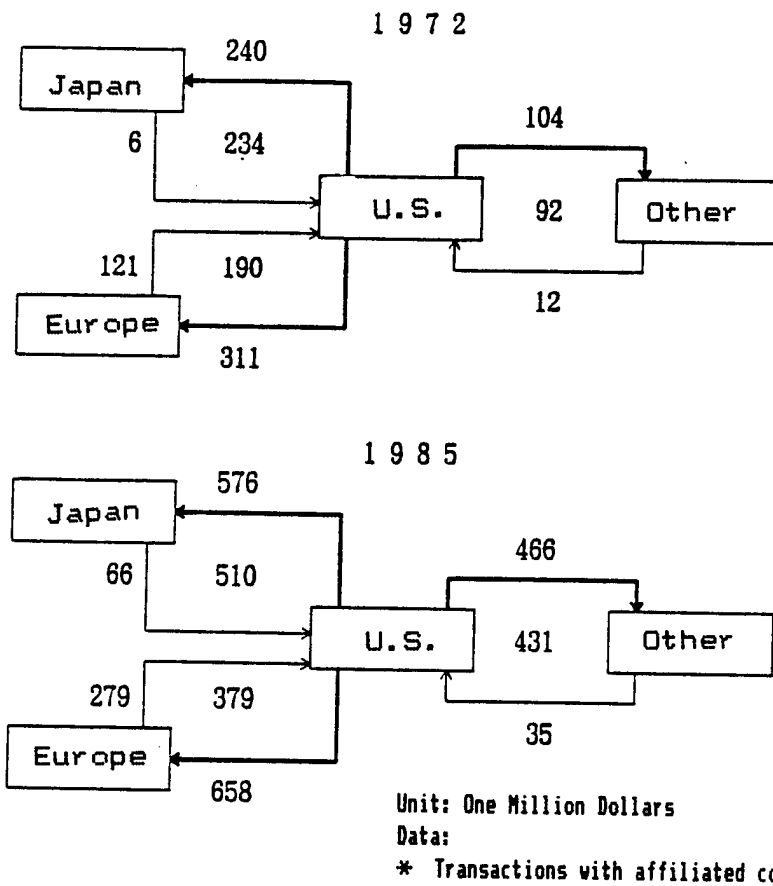 1 9 7 2
240
Japan
6 234
104
U.S. 92 Other
121 190
12
Europe
311
1 9 8 5
576
Japan
66 510
466
U.S. 431 Other
279 379
35
Europe
658
Unit: One Million Dollars
Data:
* Transactions with affiliated